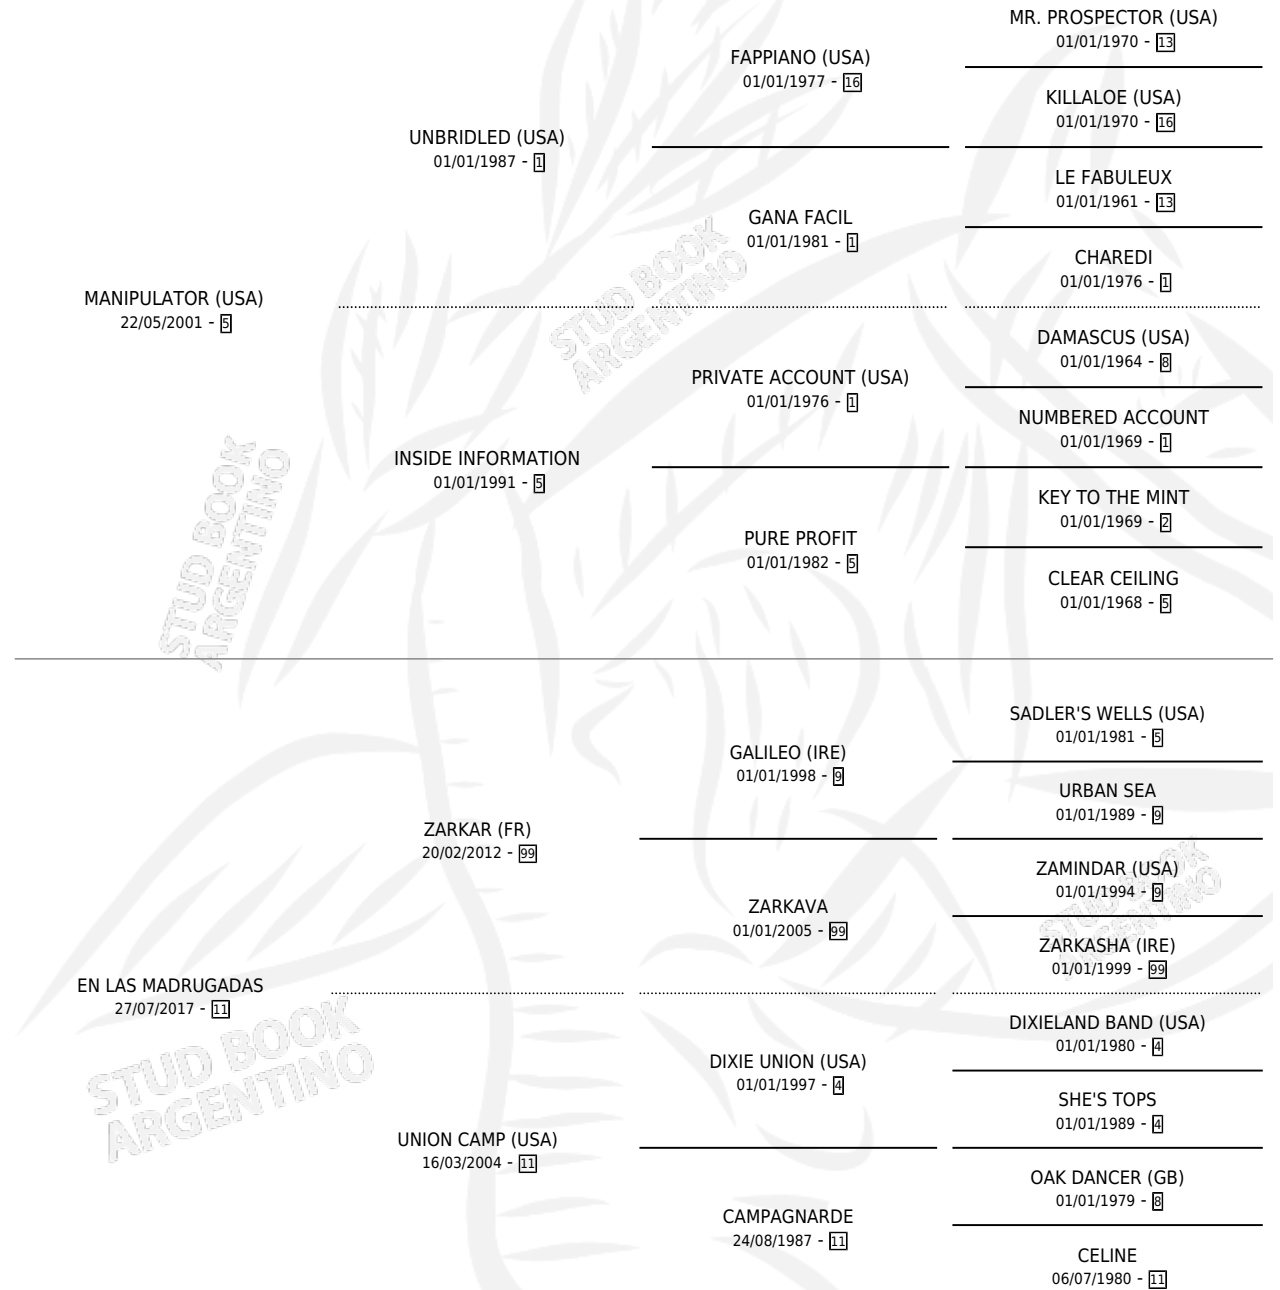 MR. PROSPECTOR (USA)
01/01/1970 - 13
FAPPIANO (USA)
01/01/1977 - 16
KILLALOE (USA)
01/01/1970 - 16
UNBRIDLED (USA)
01/01/1987 - 1
LE FABULEUX
01/01/1961 - 13
GANA FACIL
01/01/1981 - 1
CHAREDI
01/01/1976 - 1
MANIPULATOR (USA)
22/05/2001 - 5
DAMASCUS (USA)
01/01/1964 - 8
PRIVATE ACCOUNT (USA)
01/01/1976 - 1
NUMBERED ACCOUNT
01/01/1969 - 1
INSIDE INFORMATION
01/01/1991 - 5
KEY TO THE MINT
01/01/1969 - 2
PURE PROFIT
01/01/1982 - 5
CLEAR CEILING
01/01/1968 - 5
SADLER'S WELLS (USA)
01/01/1981 - 5
GALILEO (IRE)
01/01/1998 - 9
URBAN SEA
01/01/1989 - 9
ZARKAR (FR)
20/02/2012 - 99
ZAMINDAR (USA)
01/01/1994 - 9
ZARKAVA
01/01/2005 - 99
ZARKASHA (IRE)
01/01/1999 - 99
EN LAS MADRUGADAS
27/07/2017 - 11
DIXIELAND BAND (USA)
01/01/1980 - 4
DIXIE UNION (USA)
01/01/1997 - 4
SHE'S TOPS
01/01/1989 - 4
UNION CAMP (USA)
16/03/2004 - 11
OAK DANCER (GB)
01/01/1979 - 8
CAMPAGNARDE
24/08/1987 - 11
CELINE
06/07/1980 - 11
STUD BOOK
ARGENTINO
STUD BOOK
ARGENTINO
STUD BOOK
ARGENTINO
STUD BOOK
ARGENTINO